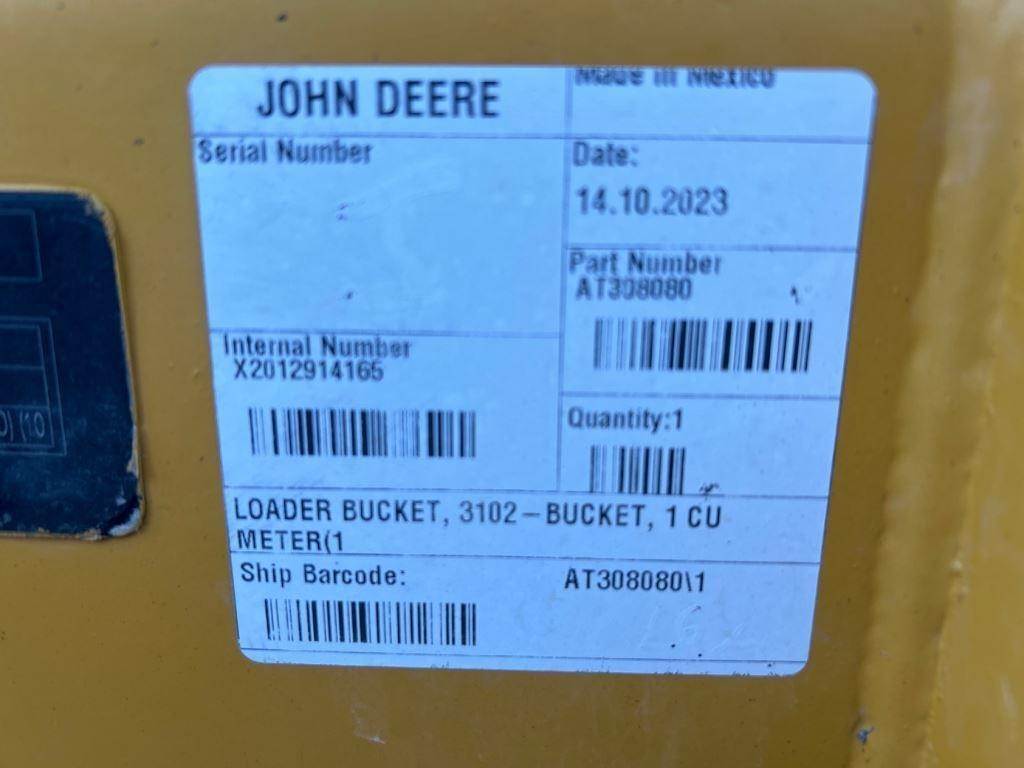 JOHN DEERE
Made in Mexico
Serial Number
Date:
14.10.2023
Part Number
AT308080
Internal Number
X2012914165
Quantity:1
LOADER BUCKET, 3102-BUCKET, 1 CU
METER(1
Ship Barcode:
AT308080\1